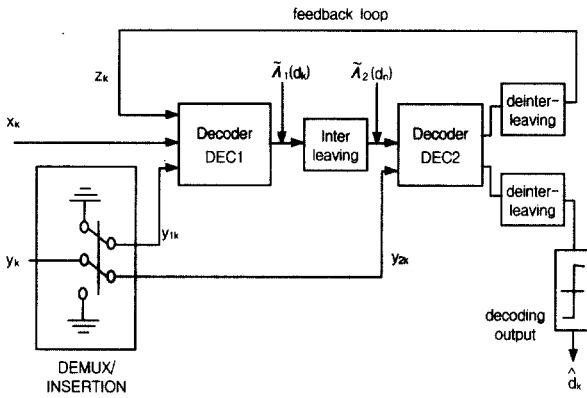 feedback loop
z_k
Λ̃_1(d_k)
Λ̃_2(d_n)
deinter-
leaving
x_k
Decoder
DEC1
Inter
leaving
Decoder
DEC2
deinter-
leaving
y_1k
y_2k
y_k
decoding
output
DEMUX/
INSERTION
d̂_k